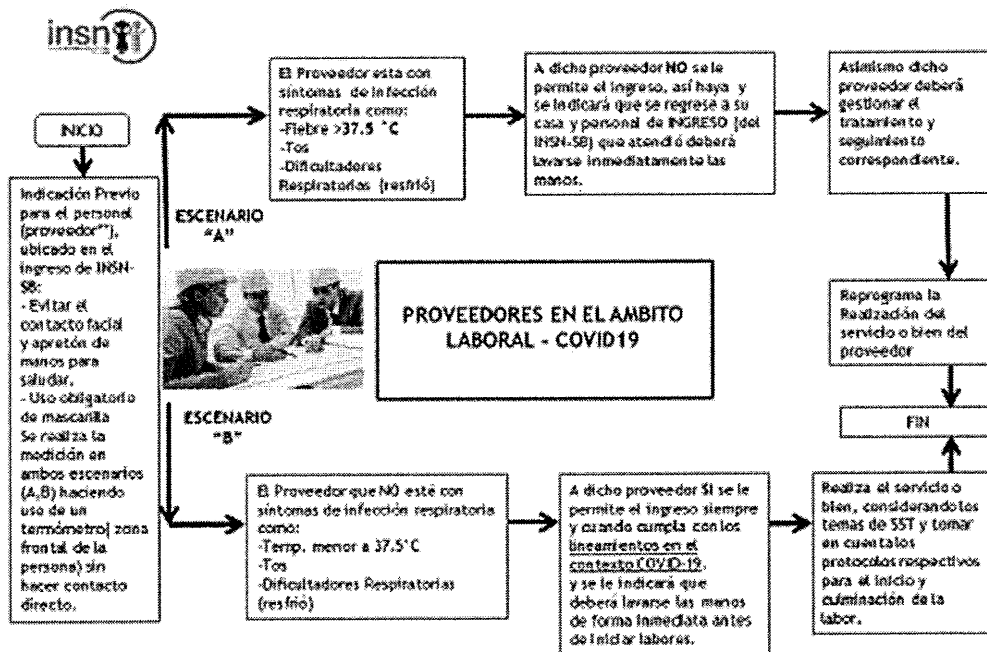 insn
INICIO
Indicación Previo
para el personal
(proveedor**),
ubicado en el
ingreso de INSN-
SB:
- Evitar el
contacto facial
y apretón de
manos para
saludar.
- Uso obligatorio
de mascarilla
Se realiza la
medición en
ambos escenarios
(A,B) haciendo
uso de un
termómetro( zona
frontal de la
persona) sin
hacer contacto
directo.
ESCENARIO
"A"
El Proveedor esta con
síntomas de infección
respiratoria como:
-Fiebre >37.5 °C
-Tos
-Dificultadores
Respiratorias (resfrió)
A dicho proveedor NO se le
permite el ingreso, así haya y
se indicará que se regrese a su
casa y personal de INGRESO (del
INSN-SB) que atendió deberá
lavarse inmediatamente las
manos.
Asimismo dicho
proveedor deberá
gestionar el
tratamiento y
seguimiento
correspondiente.
Reprograma la
Realización del
servicio o bien del
proveedor
FIN
PROVEEDORES EN EL AMBITO
LABORAL - COVID19
ESCENARIO
"B"
El Proveedor que NO esté con
síntomas de infección respiratoria
como:
-Temp. menor a 37.5°C
-Tos
-Dificultadores Respiratorias
(resfrió)
A dicho proveedor SI se le
permite el ingreso siempre
y cuando cumpla con los
lineamientos en el
contexto COVID-19,
y se le indicará que
deberá lavarse las manos
de forma inmediata antes
de iniciar labores.
Realiza el servicio o
bien, considerando los
temas de SST y tomar
en cuenta los
protocolos respectivos
para el inicio y
culminación de la
labor.